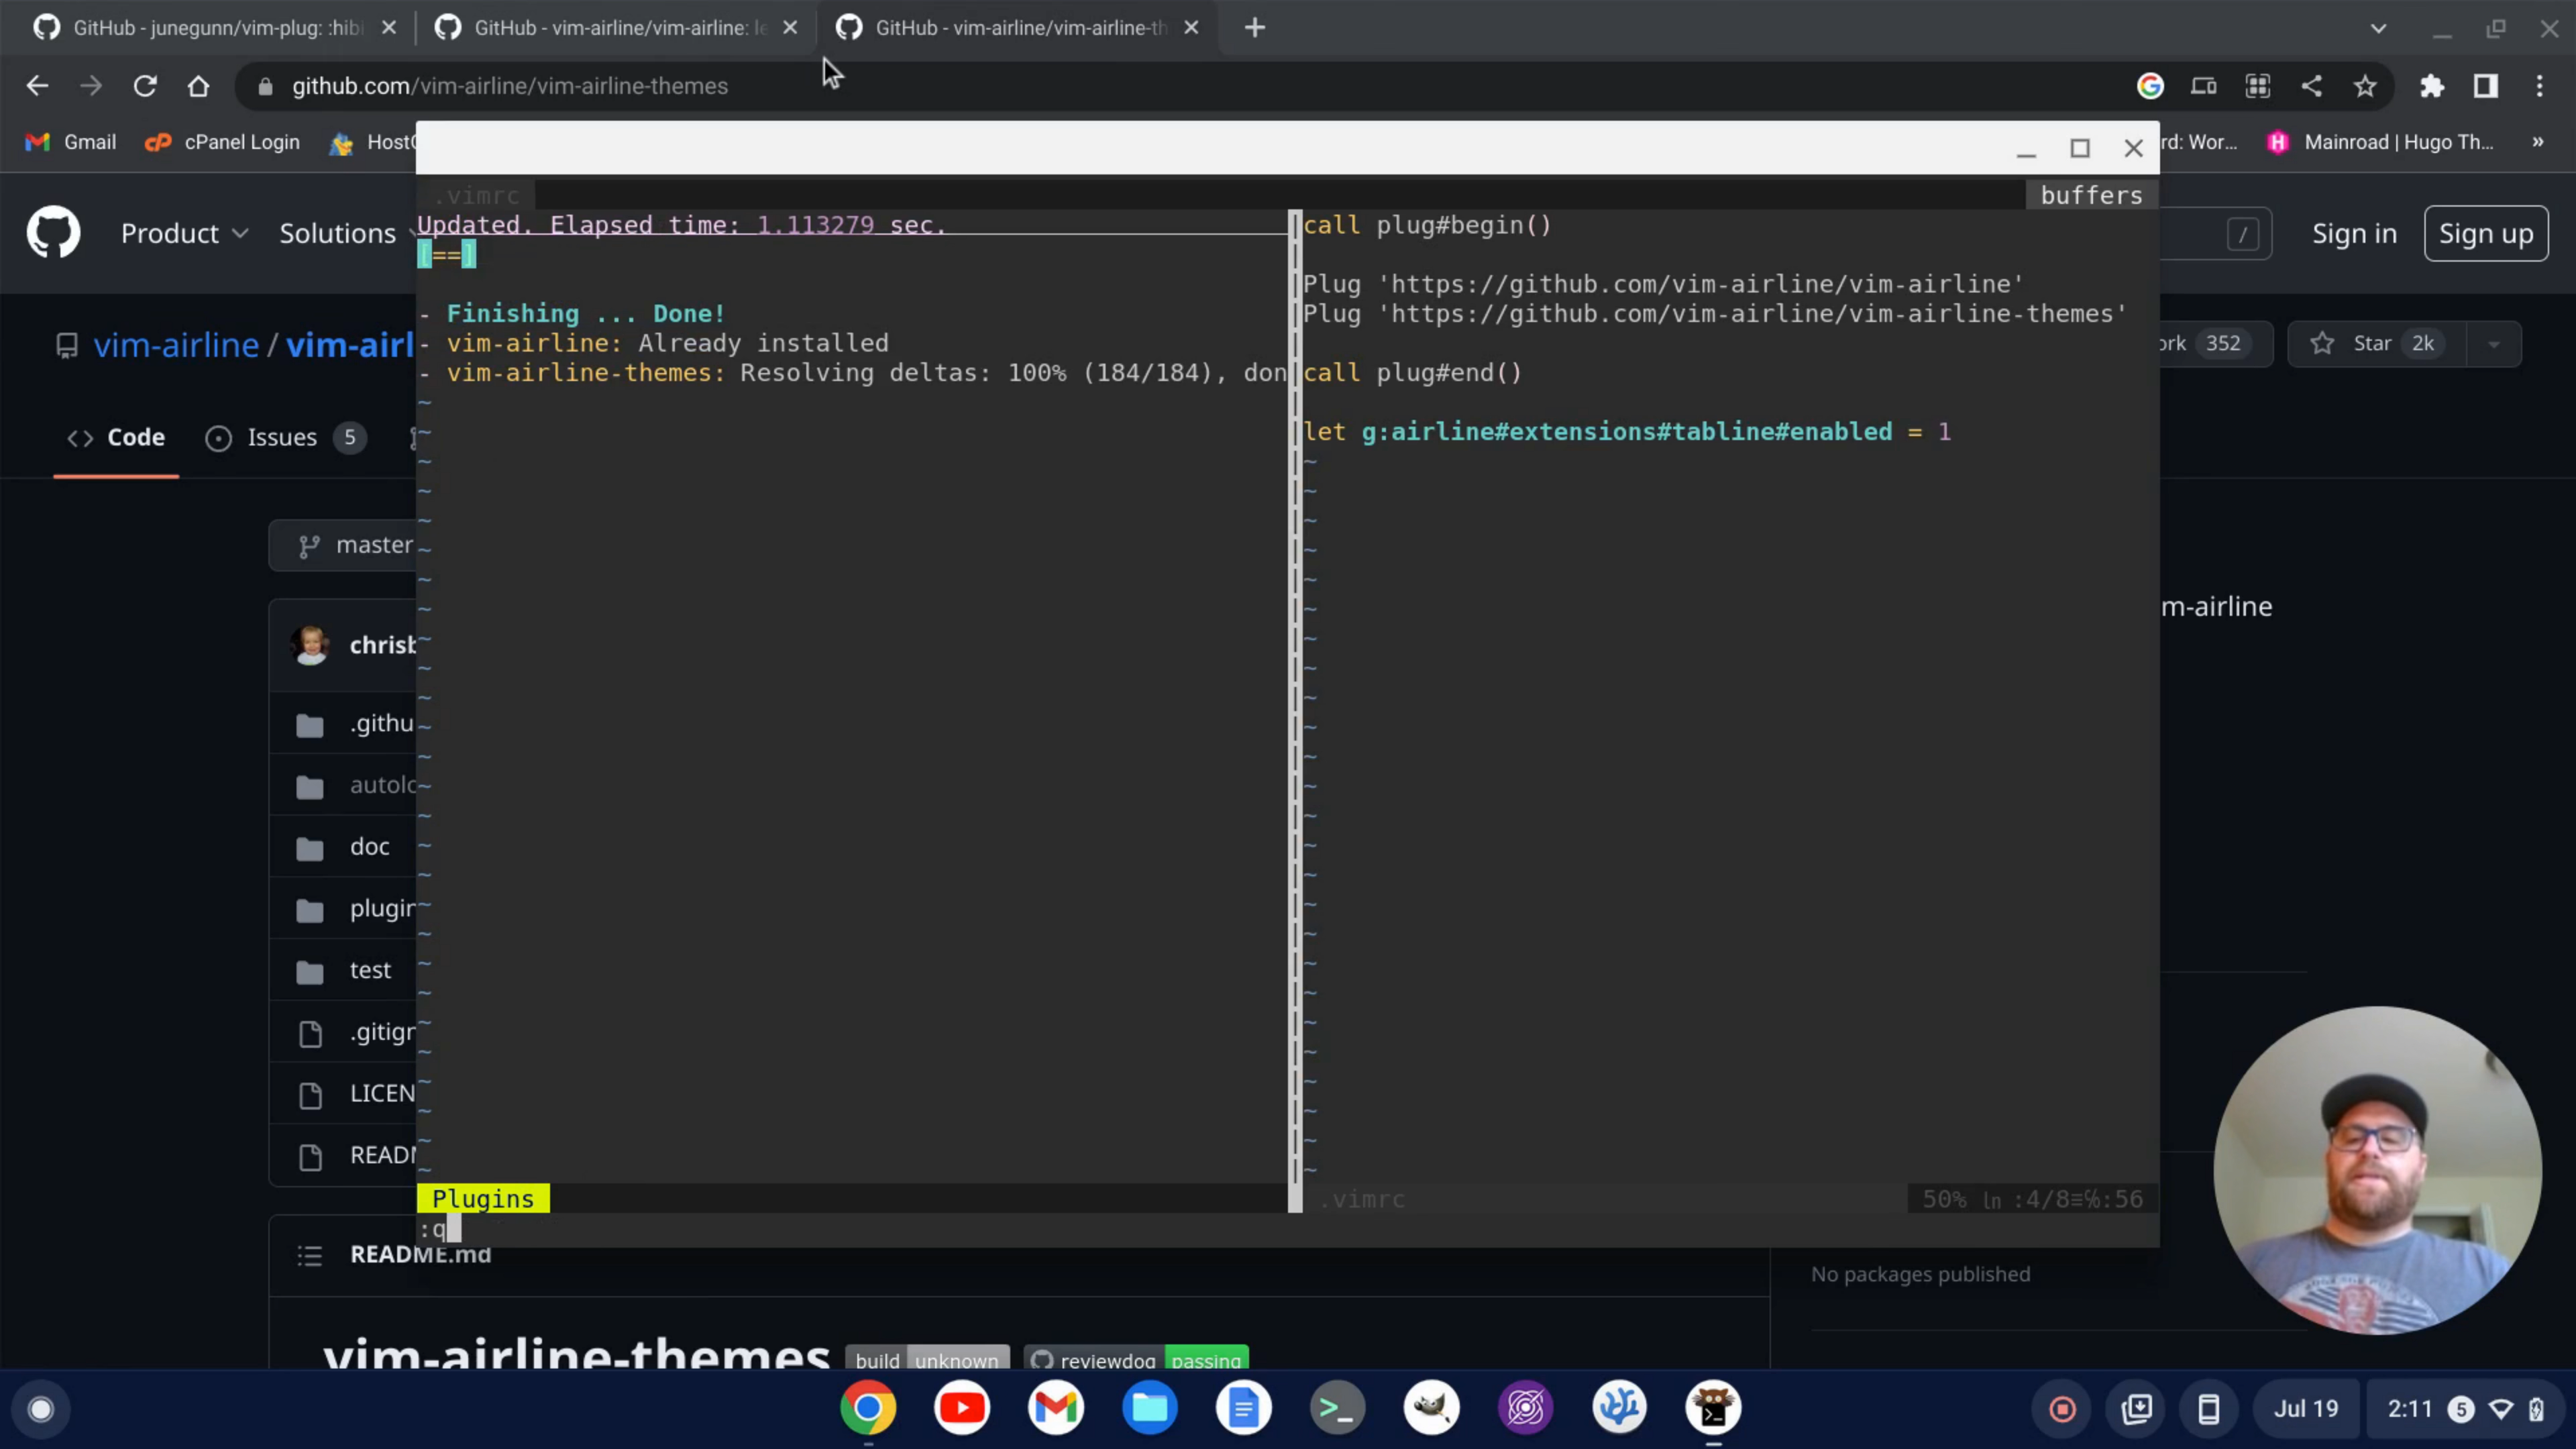 GitHub - junegunn/vim-plug: :hibi
GitHub - vim-airline/vim-airline: le
GitHub - vim-airline/vim-airline-th
github.com/vim-airline/vim-airline-themes
Gmail
cPanel Login
Host
rd: Wor...
Mainroad | Hugo Th...
»
.vimrc
buffers
Product
Solutions
/
Sign in
Sign up
Updated. Elapsed time: 1.113279 sec.
[==]
- Finishing ... Done!
- vim-airline: Already installed
- vim-airline-themes: Resolving deltas: 100% (184/184), don
call plug#begin()
Plug 'https://github.com/vim-airline/vim-airline'
Plug 'https://github.com/vim-airline/vim-airline-themes'
call plug#end()
let g:airline#extensions#tabline#enabled = 1
vim-airline / vim-airl
ork 352
Star 2k
Code
Issues 5
master
m-airline
chrisb
.githu
autolo
doc
plugin
test
.gitign
LICEN
READM
Plugins
.vimrc
50% ln :4/8≡℅:56
:q
README.md
No packages published
vim-airline-themes
build unknown
reviewdog passing
Jul 19
2:11
5